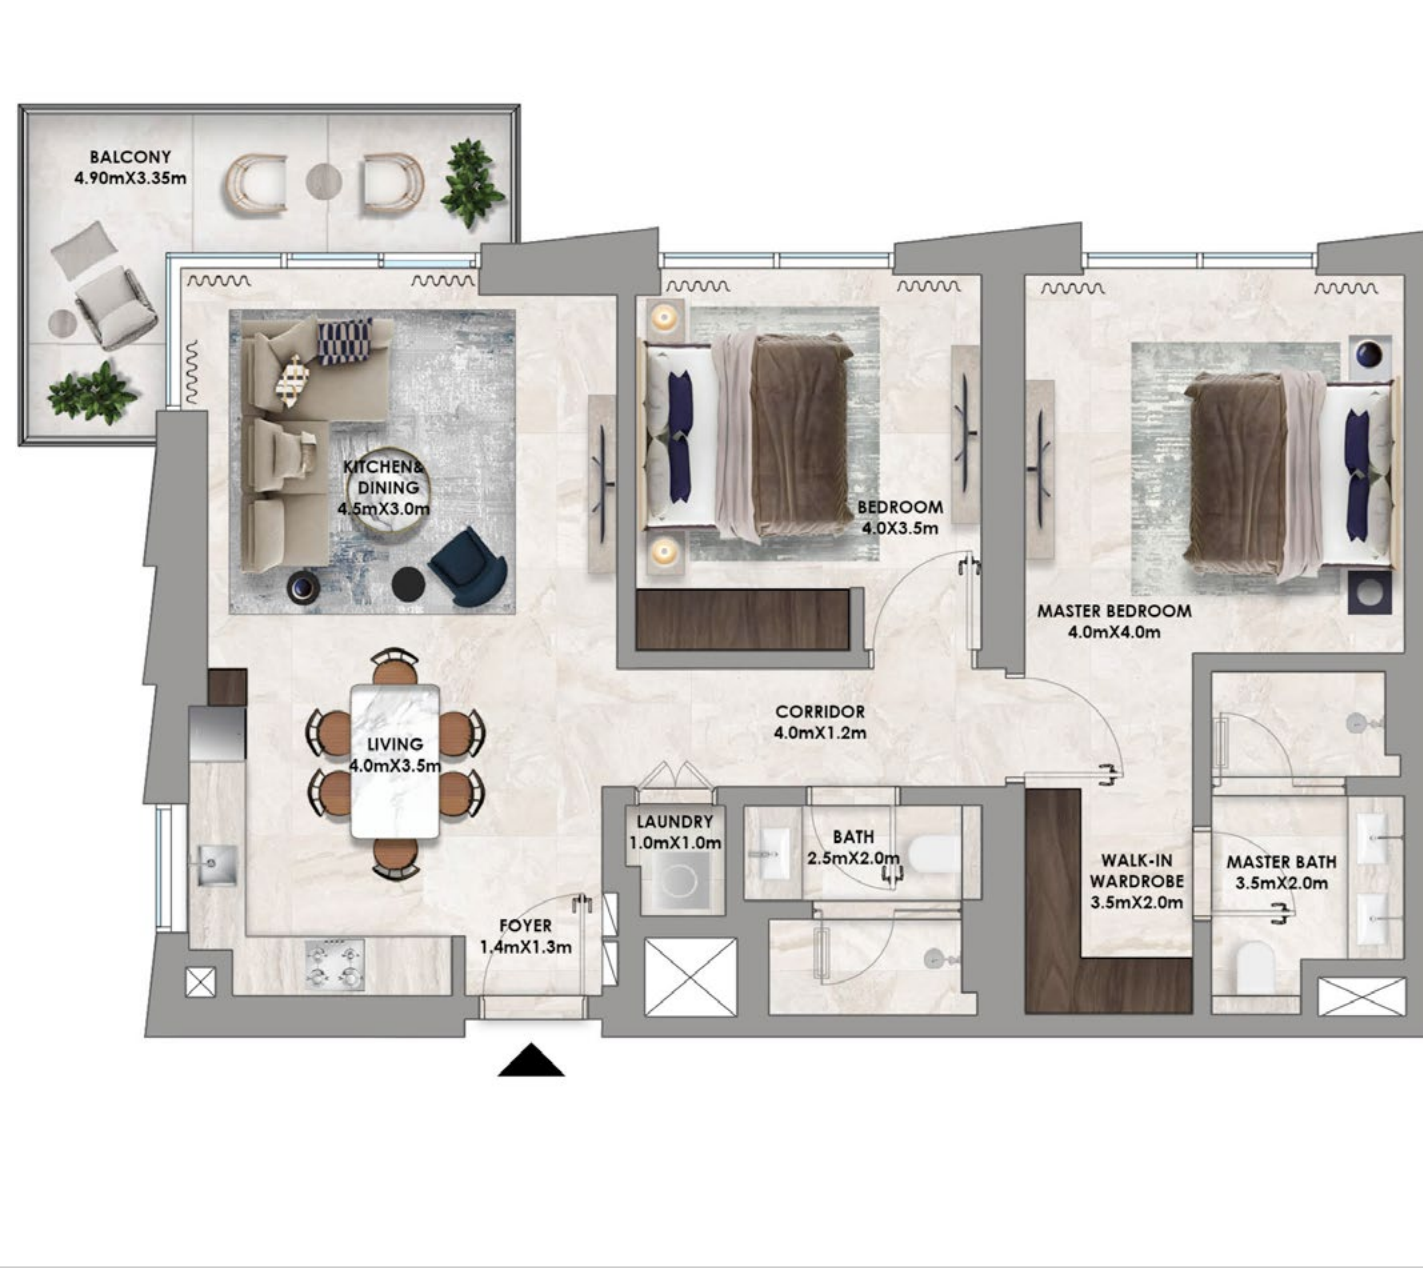 BALCONY
4.90mX3.35m
KITCHEN&
DINING
4.5mX3.0m
BEDROOM
4.0X3.5m
MASTER BEDROOM
4.0mX4.0m
LIVING
4.0mX3.5m
CORRIDOR
4.0mX1.2m
LAUNDRY
1.0mX1.0m
BATH
2.5mX2.0m
WALK-IN
WARDROBE
3.5mX2.0m
MASTER BATH
3.5mX2.0m
FOYER
1.4mX1.3m